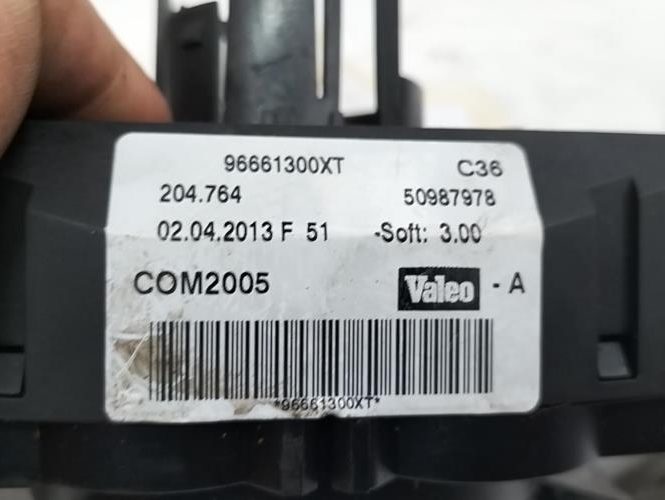 96661300XT C36
204.764 50987978
02.04.2013 F 51 -Soft: 3.00
COM2005 Valeo - A
*96661300XT*